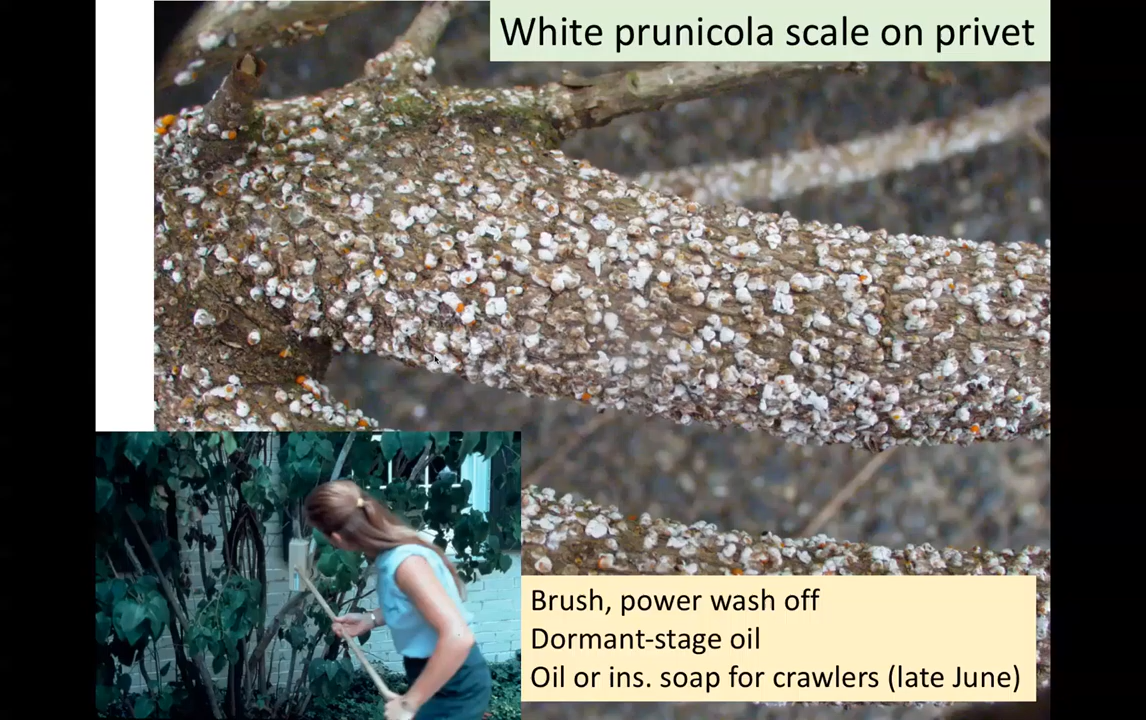 White prunicola scale on privet
Brush, power wash off
Dormant-stage oil
Oil or ins. soap for crawlers (late June)